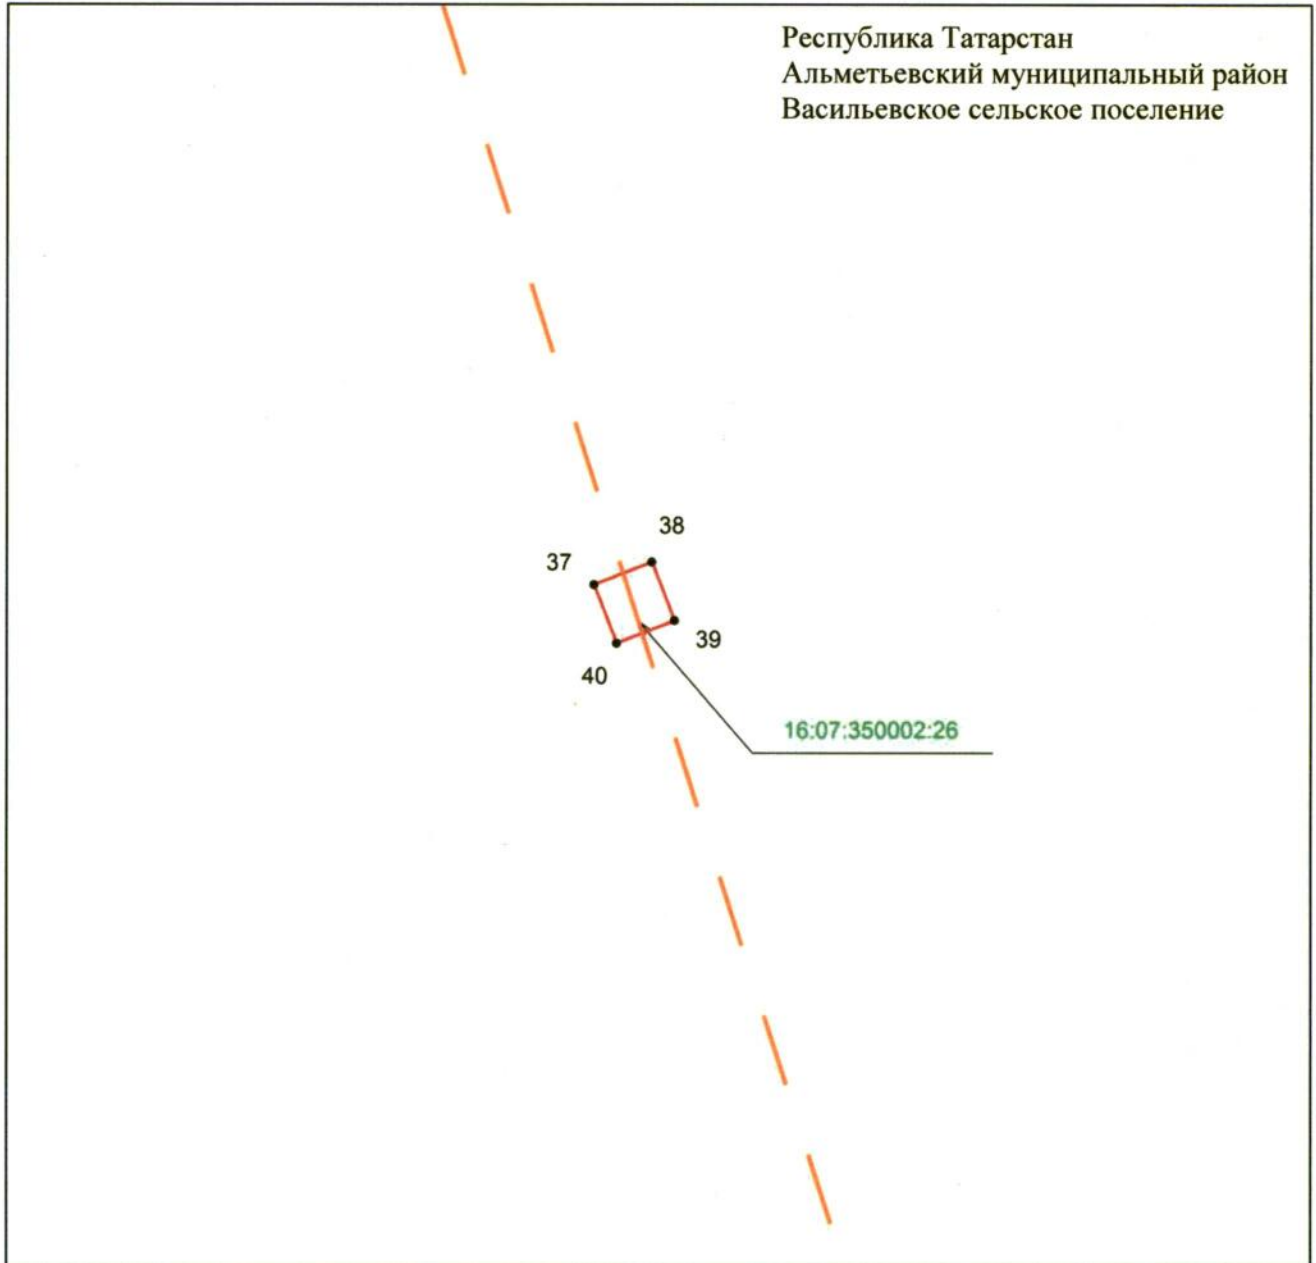 Республика Татарстан
Альметьевский муниципальный район
Васильевское сельское поселение
38
37
39
40
16:07:350002:26